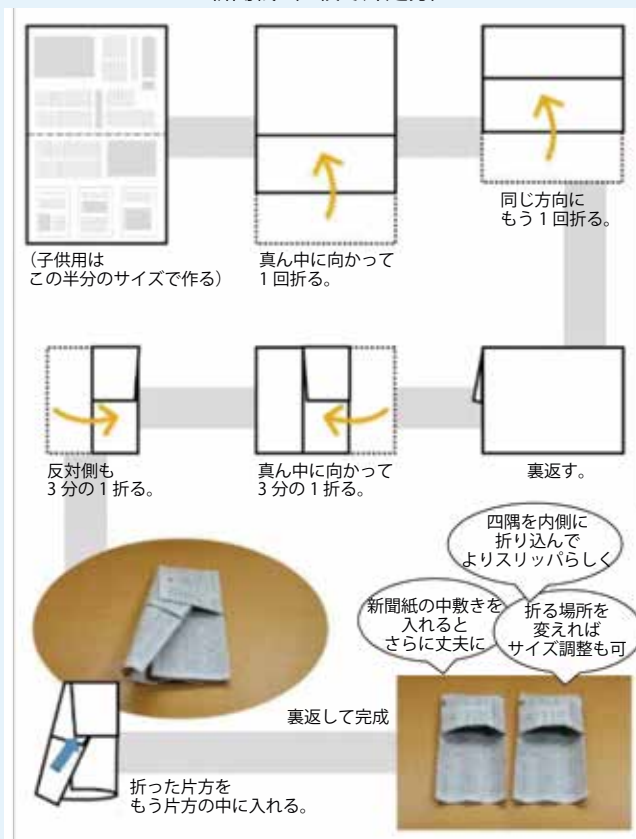 (子供用は
この半分のサイズで作る)
真ん中に向かって
1回折る。
同じ方向に
もう1回折る。
裏返す。
真ん中に向かって
3分の1折る。
反対側も
3分の1折る。
折った片方を
もう片方の中に入れる。
裏返して完成
四隅を内側に
折り込んで
よりスリッパらしく
新聞紙の中敷きを
入れると
さらに丈夫に
折る場所を
変えれば
サイズ調整も可